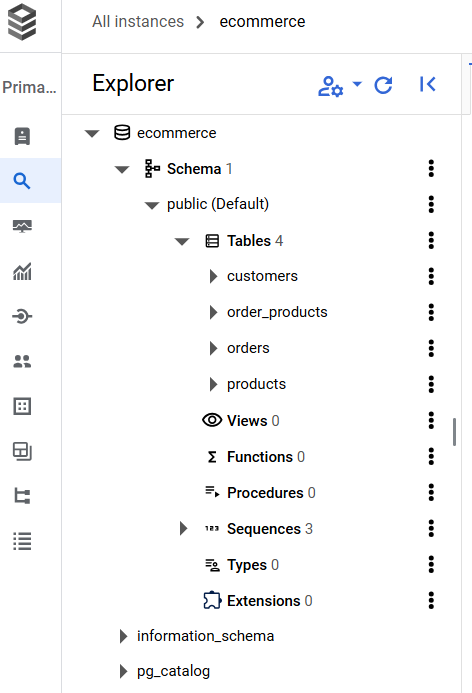 All instances > ecommerce
Prima...
Explorer
ecommerce
Schema 1
public (Default)
Tables 4
customers
order_products
orders
products
Views 0
Functions 0
Procedures 0
123 Sequences 3
Types 0
Extensions 0
information_schema
pg_catalog